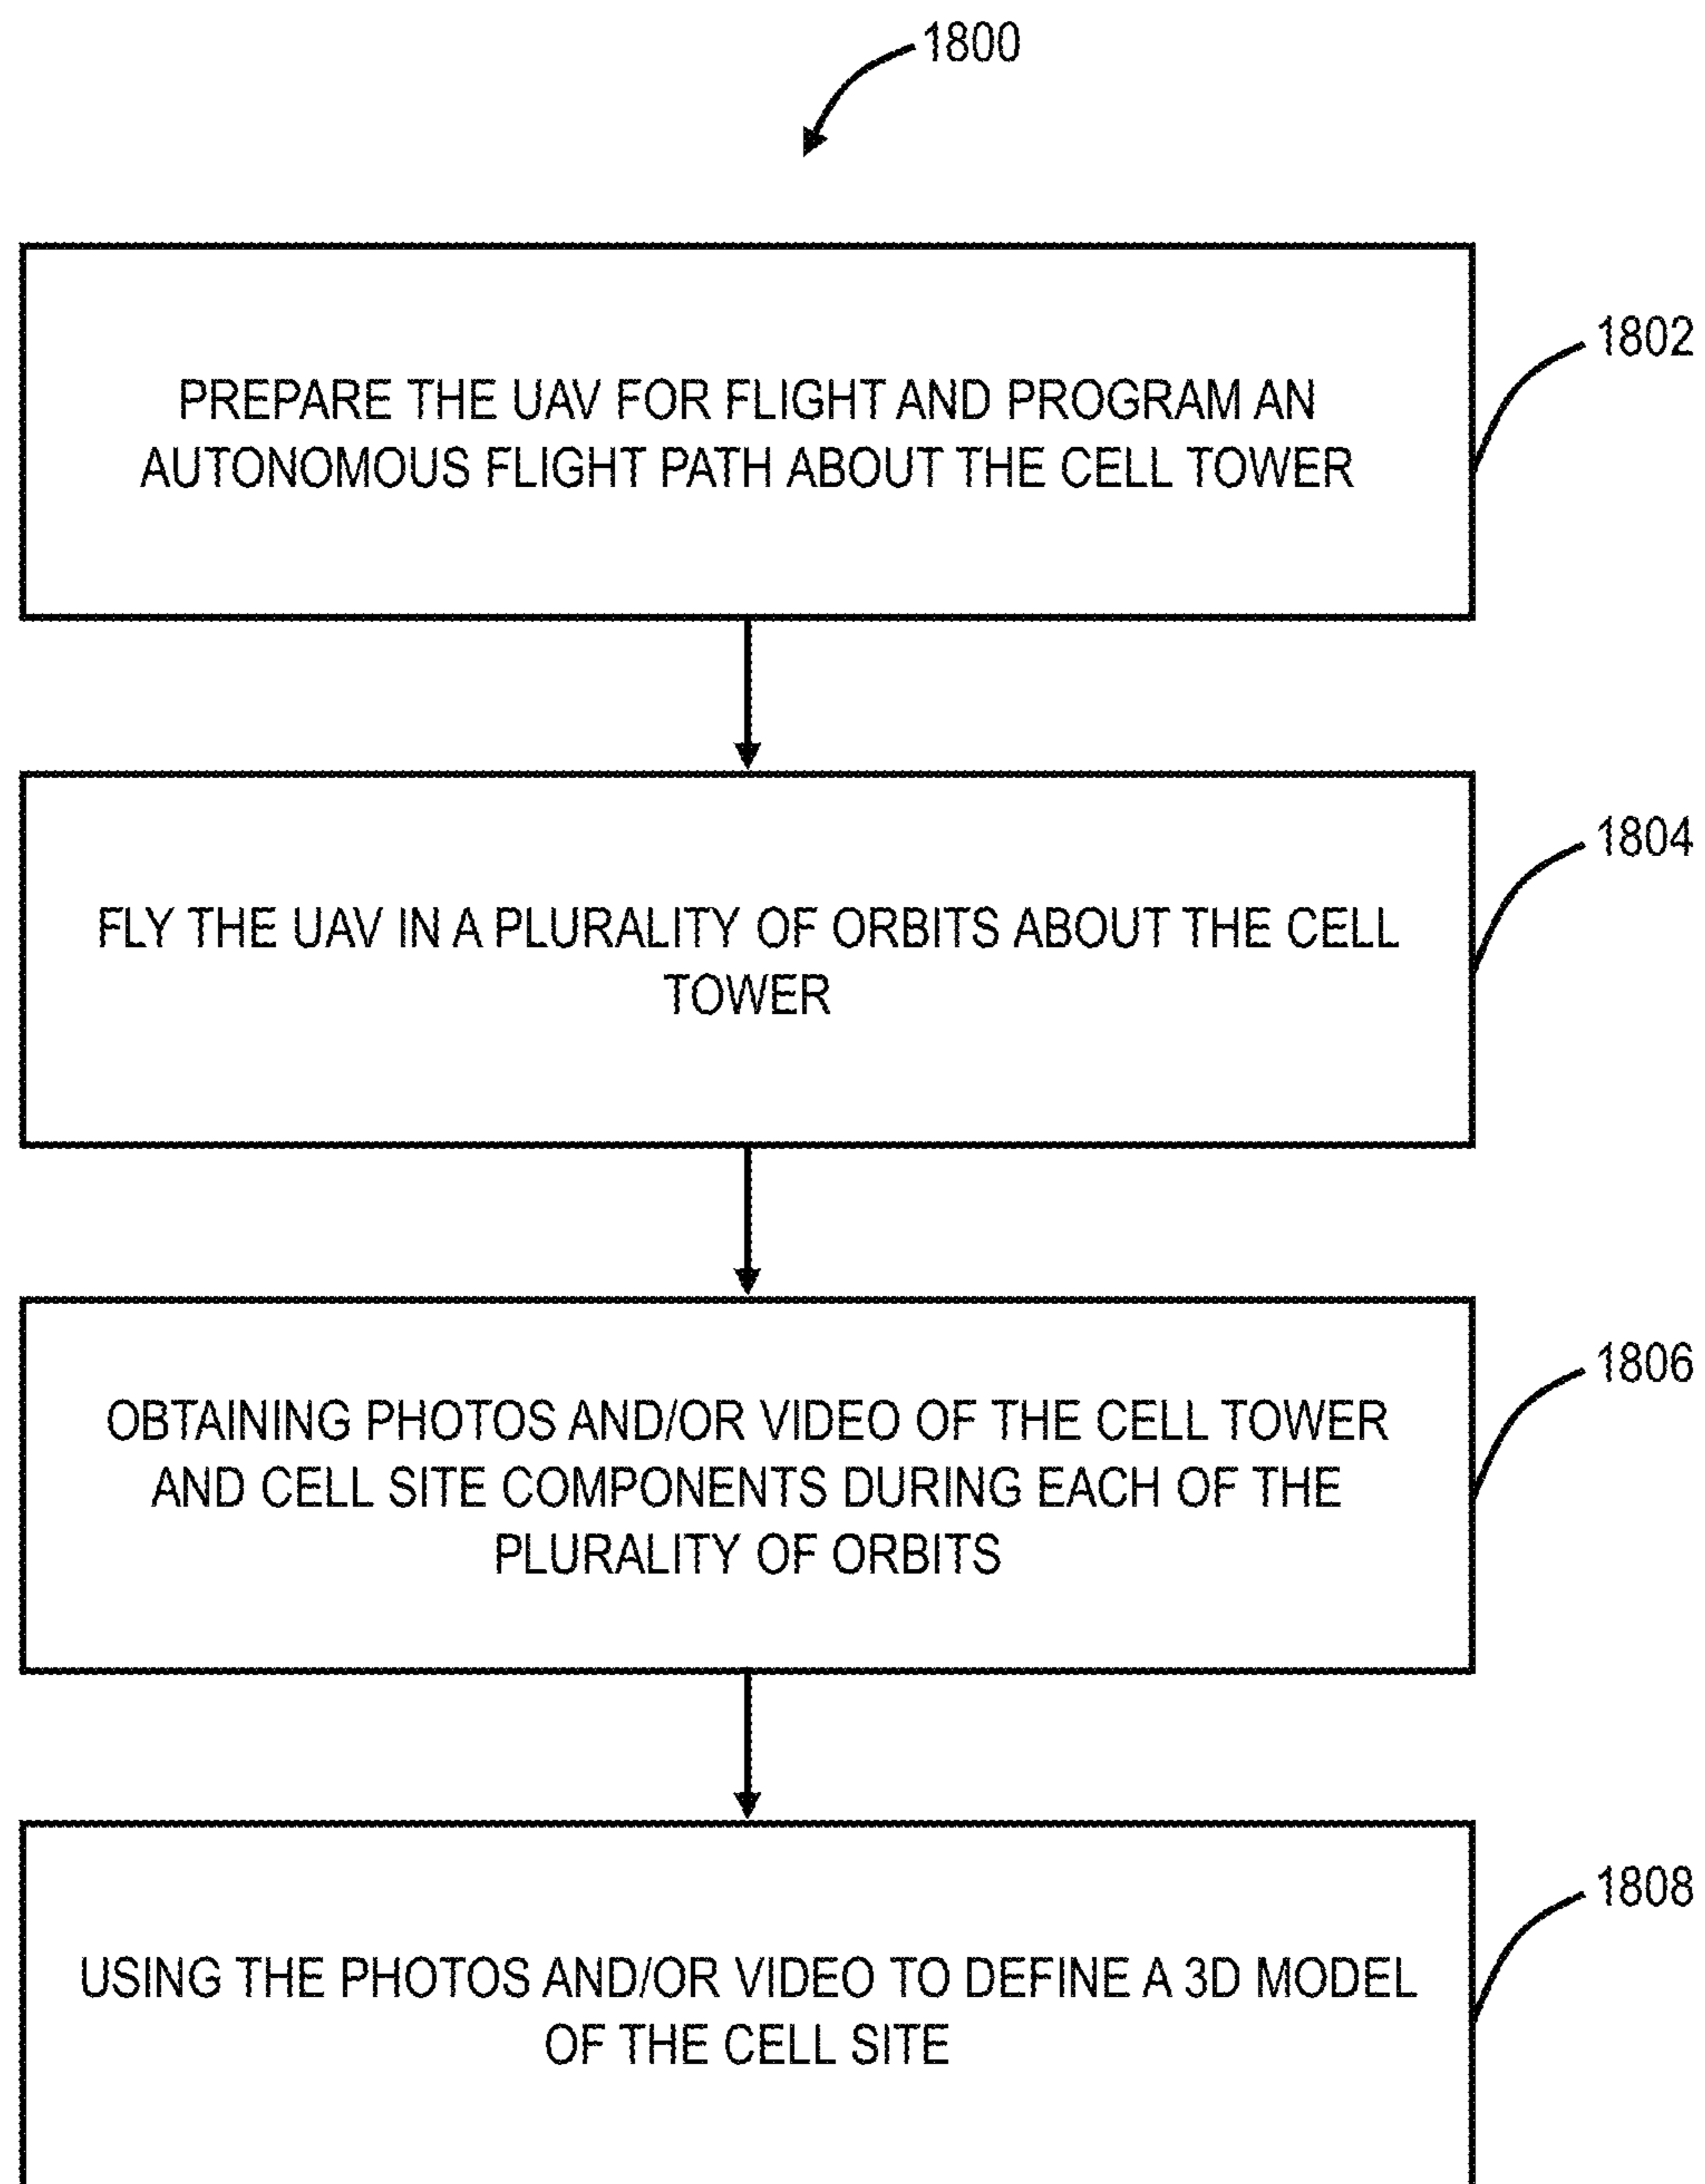 1800
1802
PREPARE THE UAV FOR FLIGHT AND PROGRAM AN
AUTONOMOUS FLIGHT PATH ABOUT THE CELL TOWER
1804
FLY THE UAV IN A PLURALITY OF ORBITS ABOUT THE CELL
TOWER
1806
OBTAINING PHOTOS AND/OR VIDEO OF THE CELL TOWER
AND CELL SITE COMPONENTS DURING EACH OF THE
PLURALITY OF ORBITS
1808
USING THE PHOTOS AND/OR VIDEO TO DEFINE A 3D MODEL
OF THE CELL SITE